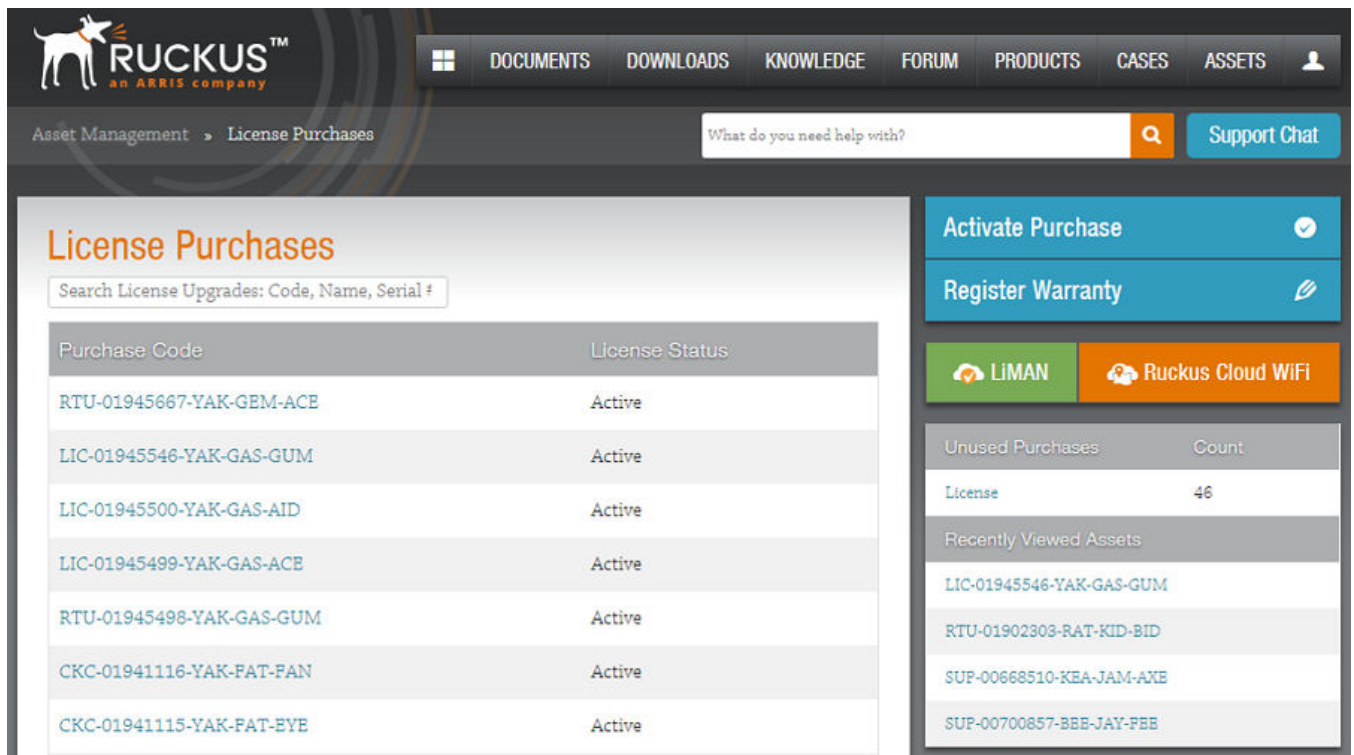 RUCKUS™
an ARRIS company
DOCUMENTS DOWNLOADS KNOWLEDGE FORUM PRODUCTS CASES ASSETS
Asset Management » License Purchases
What do you need help with?
Support Chat
License Purchases
Search License Upgrades: Code, Name, Serial #
Purchase Code License Status
RTU-01945667-YAK-GEM-ACE Active
LIC-01945546-YAK-GAS-GUM Active
LIC-01945500-YAK-GAS-AID Active
LIC-01945499-YAK-GAS-ACE Active
RTU-01945498-YAK-GAS-GUM Active
CKC-01941116-YAK-FAT-FAN Active
CKC-01941115-YAK-FAT-EYE Active
Activate Purchase
Register Warranty
LiMAN
Ruckus Cloud WiFi
Unused Purchases Count
License 46
Recently Viewed Assets
LIC-01945546-YAK-GAS-GUM
RTU-01902303-RAT-KID-BID
SUP-00668510-KEA-JAM-AXE
SUP-00700857-BEE-JAY-FEE